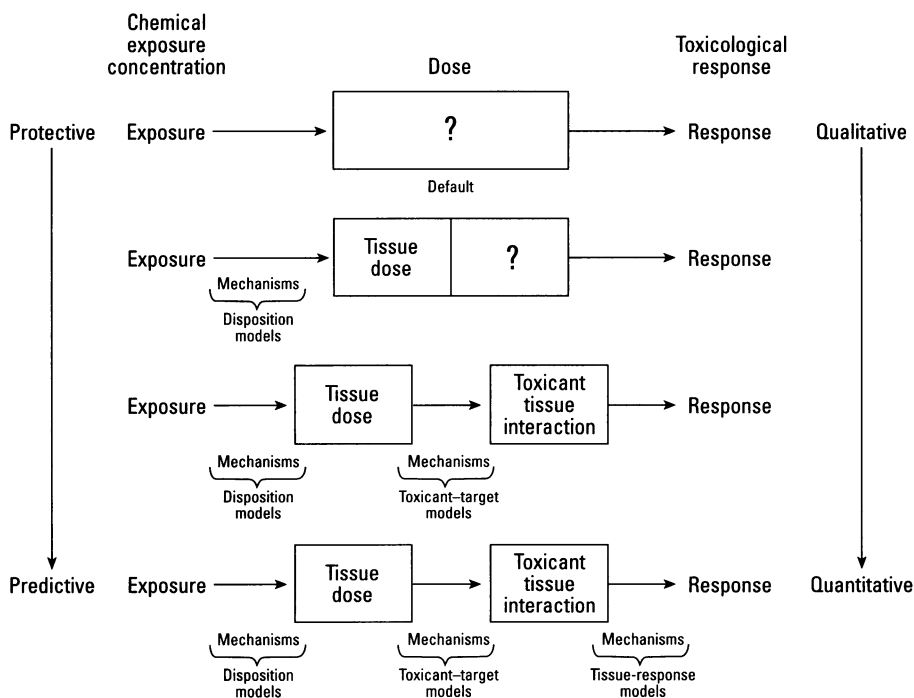 Chemical
exposure
concentration
Dose
Toxicological
response
Protective
Exposure
?
Response
Qualitative
Default
Exposure
Tissue
dose
?
Response
Mechanisms
Disposition
models
Exposure
Tissue
dose
Toxicant
tissue
interaction
Response
Mechanisms
Disposition
models
Mechanisms
Toxicant–target
models
Predictive
Exposure
Tissue
dose
Toxicant
tissue
interaction
Response
Quantitative
Mechanisms
Disposition
models
Mechanisms
Toxicant–target
models
Mechanisms
Tissue-response
models